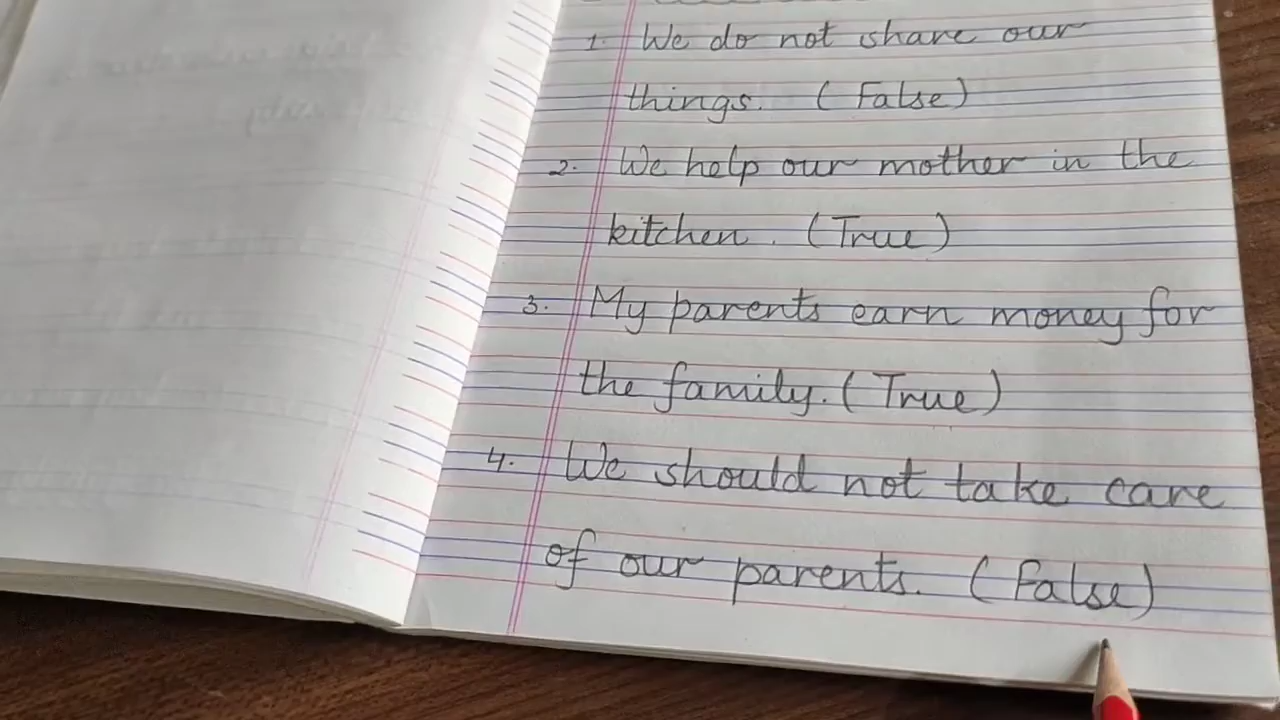 1. We do not share our
things. (False)
2. We help our mother in the
kitchen. (True)
3. My parents earn money for
the family. (True)
4. We should not take care
of our parents. (False)